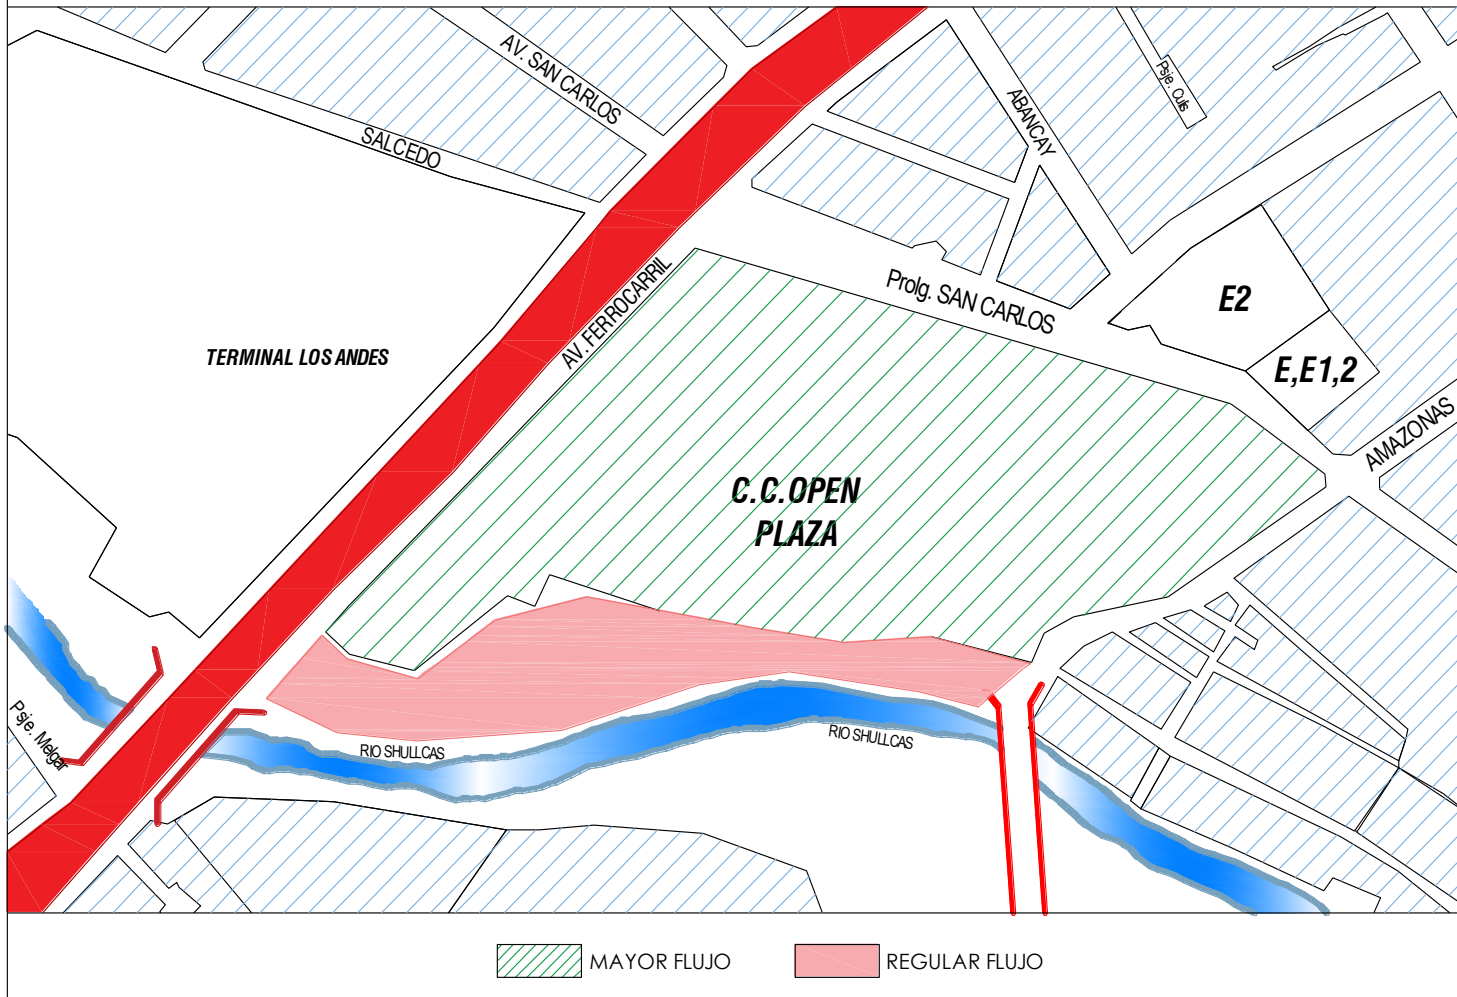 AV. SAN CARLOS
SALCEDO
ABANCAY
Psje. Culis
AV. FERROCARRIL
Prolg. SAN CARLOS
E2
TERMINAL LOS ANDES
E,E1,2
AMAZONAS
C.C.OPEN
PLAZA
Psje. Melgar
RIO SHULLCAS
RIO SHULLCAS
MAYOR FLUJO
REGULAR FLUJO